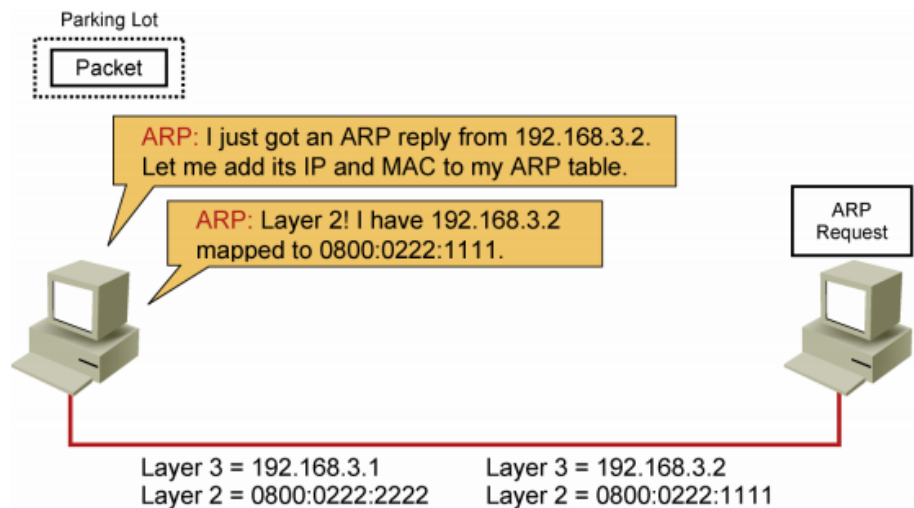 Parking Lot
Packet
ARP: I just got an ARP reply from 192.168.3.2.
Let me add its IP and MAC to my ARP table.
ARP: Layer 2! I have 192.168.3.2
mapped to 0800:0222:1111.
ARP
Request
Layer 3 = 192.168.3.1
Layer 2 = 0800:0222:2222
Layer 3 = 192.168.3.2
Layer 2 = 0800:0222:1111